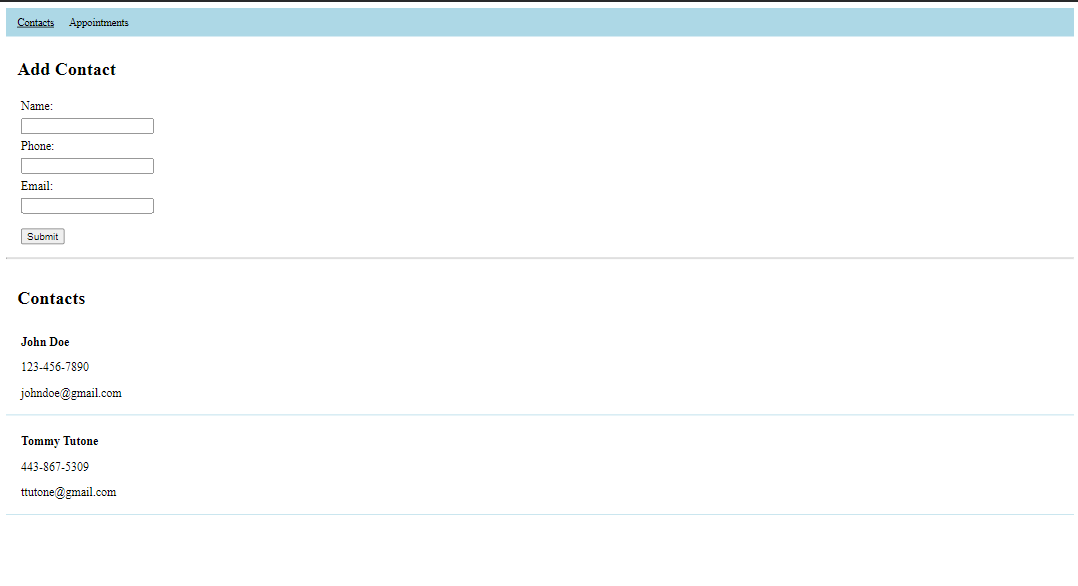 Contacts Appointments
Add Contact
Name:
Phone:
Email:
Submit
Contacts
John Doe
123-456-7890
johndoe@gmail.com
Tommy Tutone
443-867-5309
ttutone@gmail.com